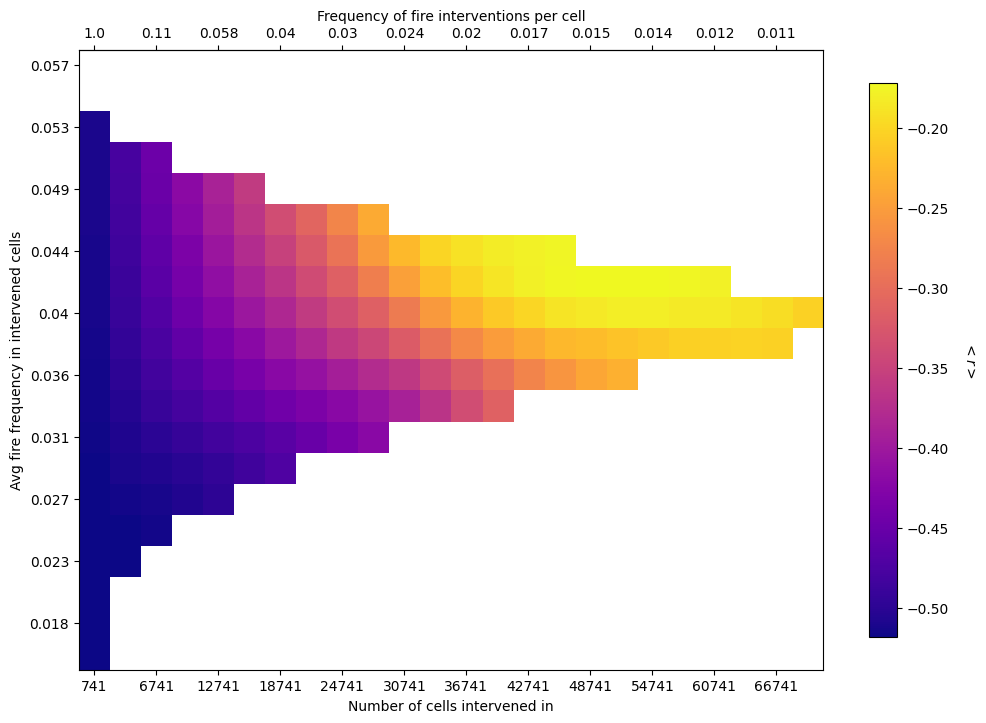 Frequency of fire interventions per cell
1.0 0.11 0.058 0.04 0.03 0.024 0.02 0.017 0.015 0.014 0.012 0.011
Avg fire frequency in intervened cells
0.057
0.053
0.049
0.044
0.04
0.036
0.031
0.027
0.023
0.018
741 6741 12741 18741 24741 30741 36741 42741 48741 54741 60741 66741
Number of cells intervened in
−0.20
−0.25
−0.30
−0.35
−0.40
−0.45
−0.50
< r >